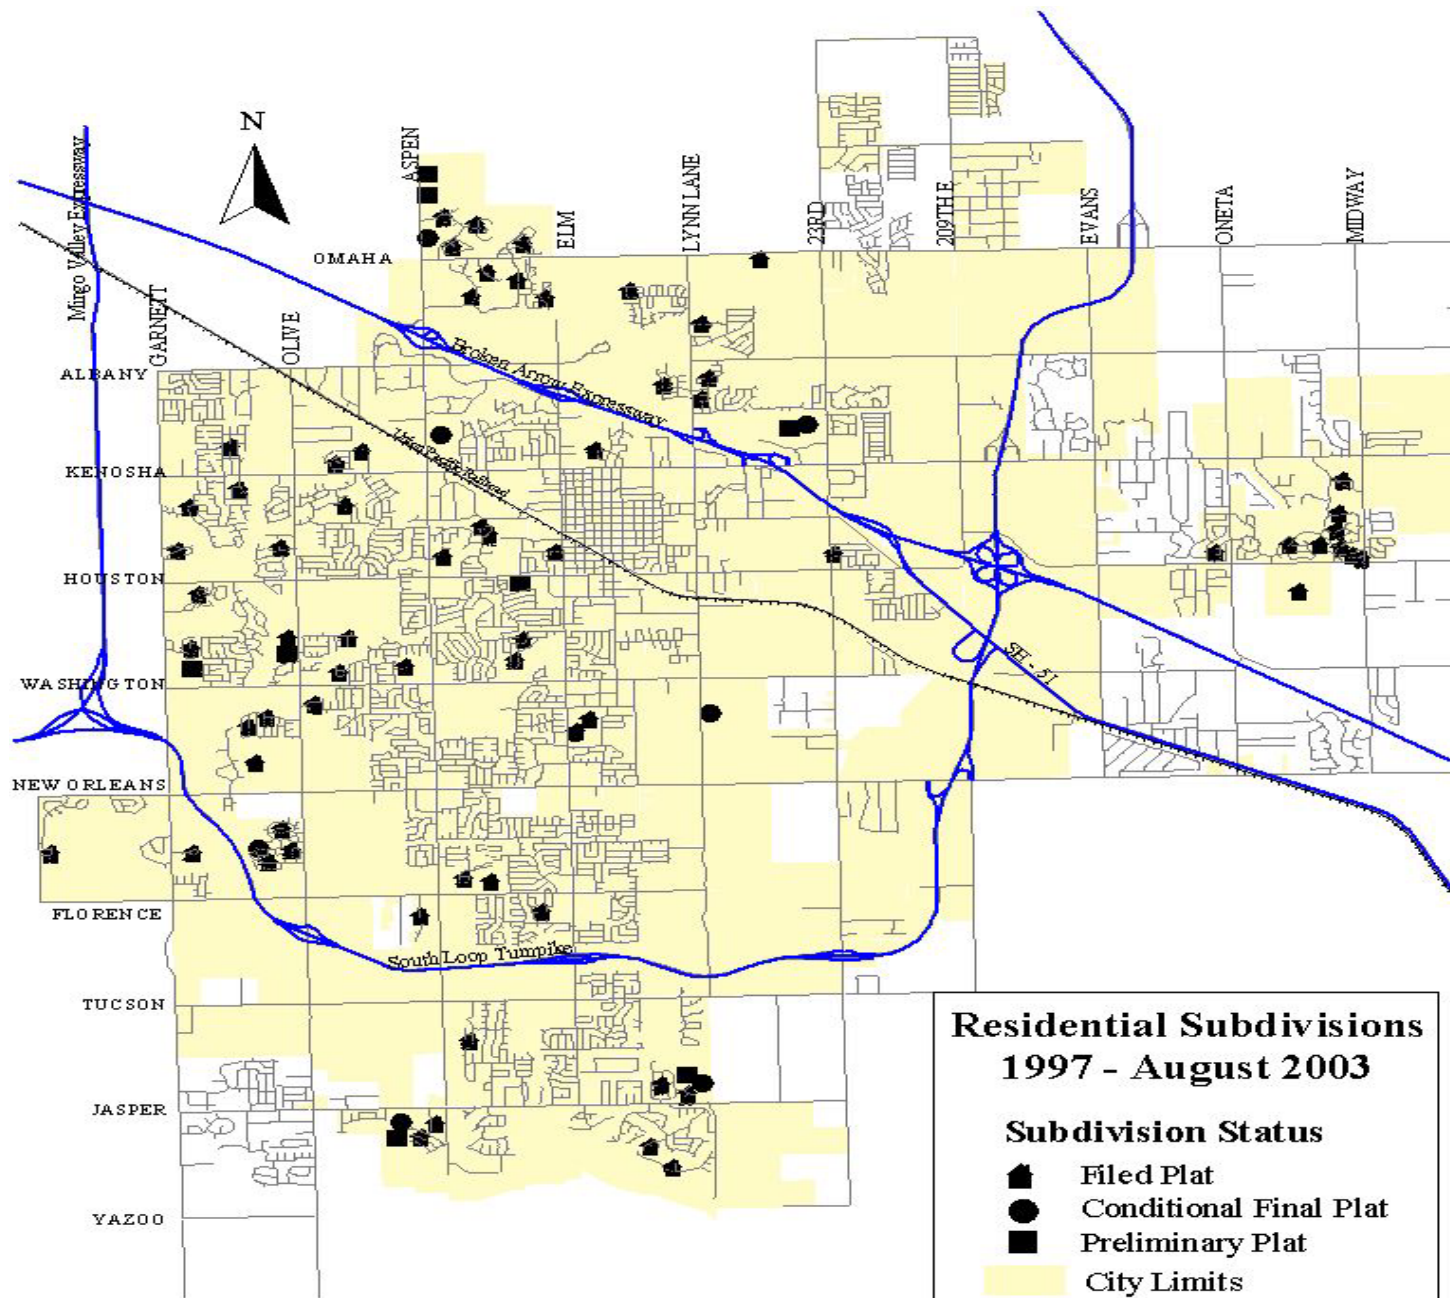 N
ASPEN
Mingo Valley Expressway
ELM
LYNN LANE
23RD
209THE
EVANS
ONETA
MIDWAY
OMAHA
GARNETT
OLIVE
Broken Arrow Expressway
ALBANY
Union Pacific Railroad
KENOSHA
HOUSTON
SH - 51
WASHINGTON
NEW ORLEANS
FLORENCE
South Loop Turnpike
TUCSON
JASPER
YAZOO
Residential Subdivisions
1997 - August 2003
Subdivision Status
Filed Plat
Conditional Final Plat
Preliminary Plat
City Limits